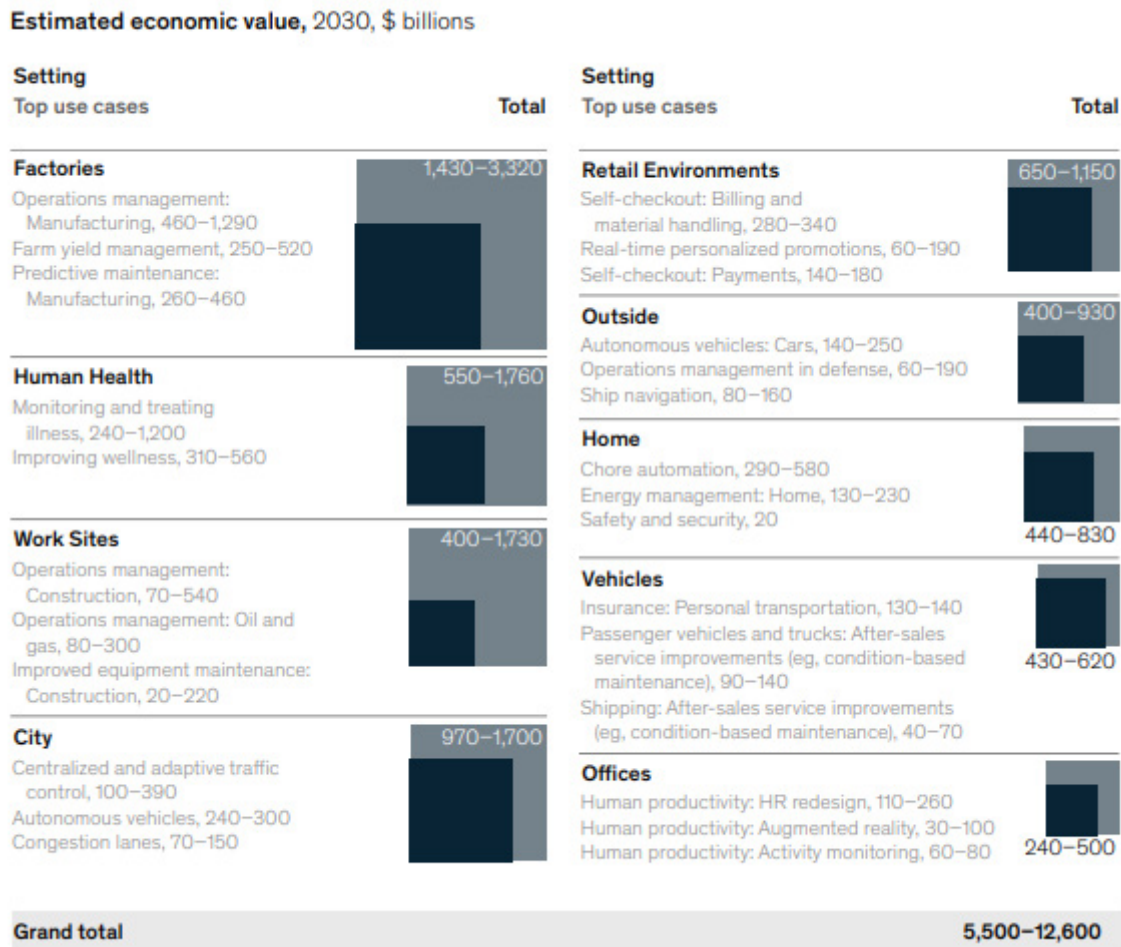 Estimated economic value, 2030, $ billions
Setting
Top use cases Total
Factories
1,430–3,320
Operations management:
Manufacturing, 460–1,290
Farm yield management, 250–520
Predictive maintenance:
Manufacturing, 260–460
Human Health
550–1,760
Monitoring and treating
illness, 240–1,200
Improving wellness, 310–560
Work Sites
400–1,730
Operations management:
Construction, 70–540
Operations management: Oil and
gas, 80–300
Improved equipment maintenance:
Construction, 20–220
City
970–1,700
Centralized and adaptive traffic
control, 100–390
Autonomous vehicles, 240–300
Congestion lanes, 70–150
Setting
Top use cases Total
Retail Environments
650–1,150
Self-checkout: Billing and
material handling, 280–340
Real-time personalized promotions, 60–190
Self-checkout: Payments, 140–180
Outside
400–930
Autonomous vehicles: Cars, 140–250
Operations management in defense, 60–190
Ship navigation, 80–160
Home
Chore automation, 290–580
Energy management: Home, 130–230
Safety and security, 20
440–830
Vehicles
Insurance: Personal transportation, 130–140
Passenger vehicles and trucks: After-sales
service improvements (eg, condition-based
maintenance), 90–140
430–620
Shipping: After-sales service improvements
(eg, condition-based maintenance), 40–70
Offices
Human productivity: HR redesign, 110–260
Human productivity: Augmented reality, 30–100
Human productivity: Activity monitoring, 60–80
240–500
Grand total 5,500–12,600